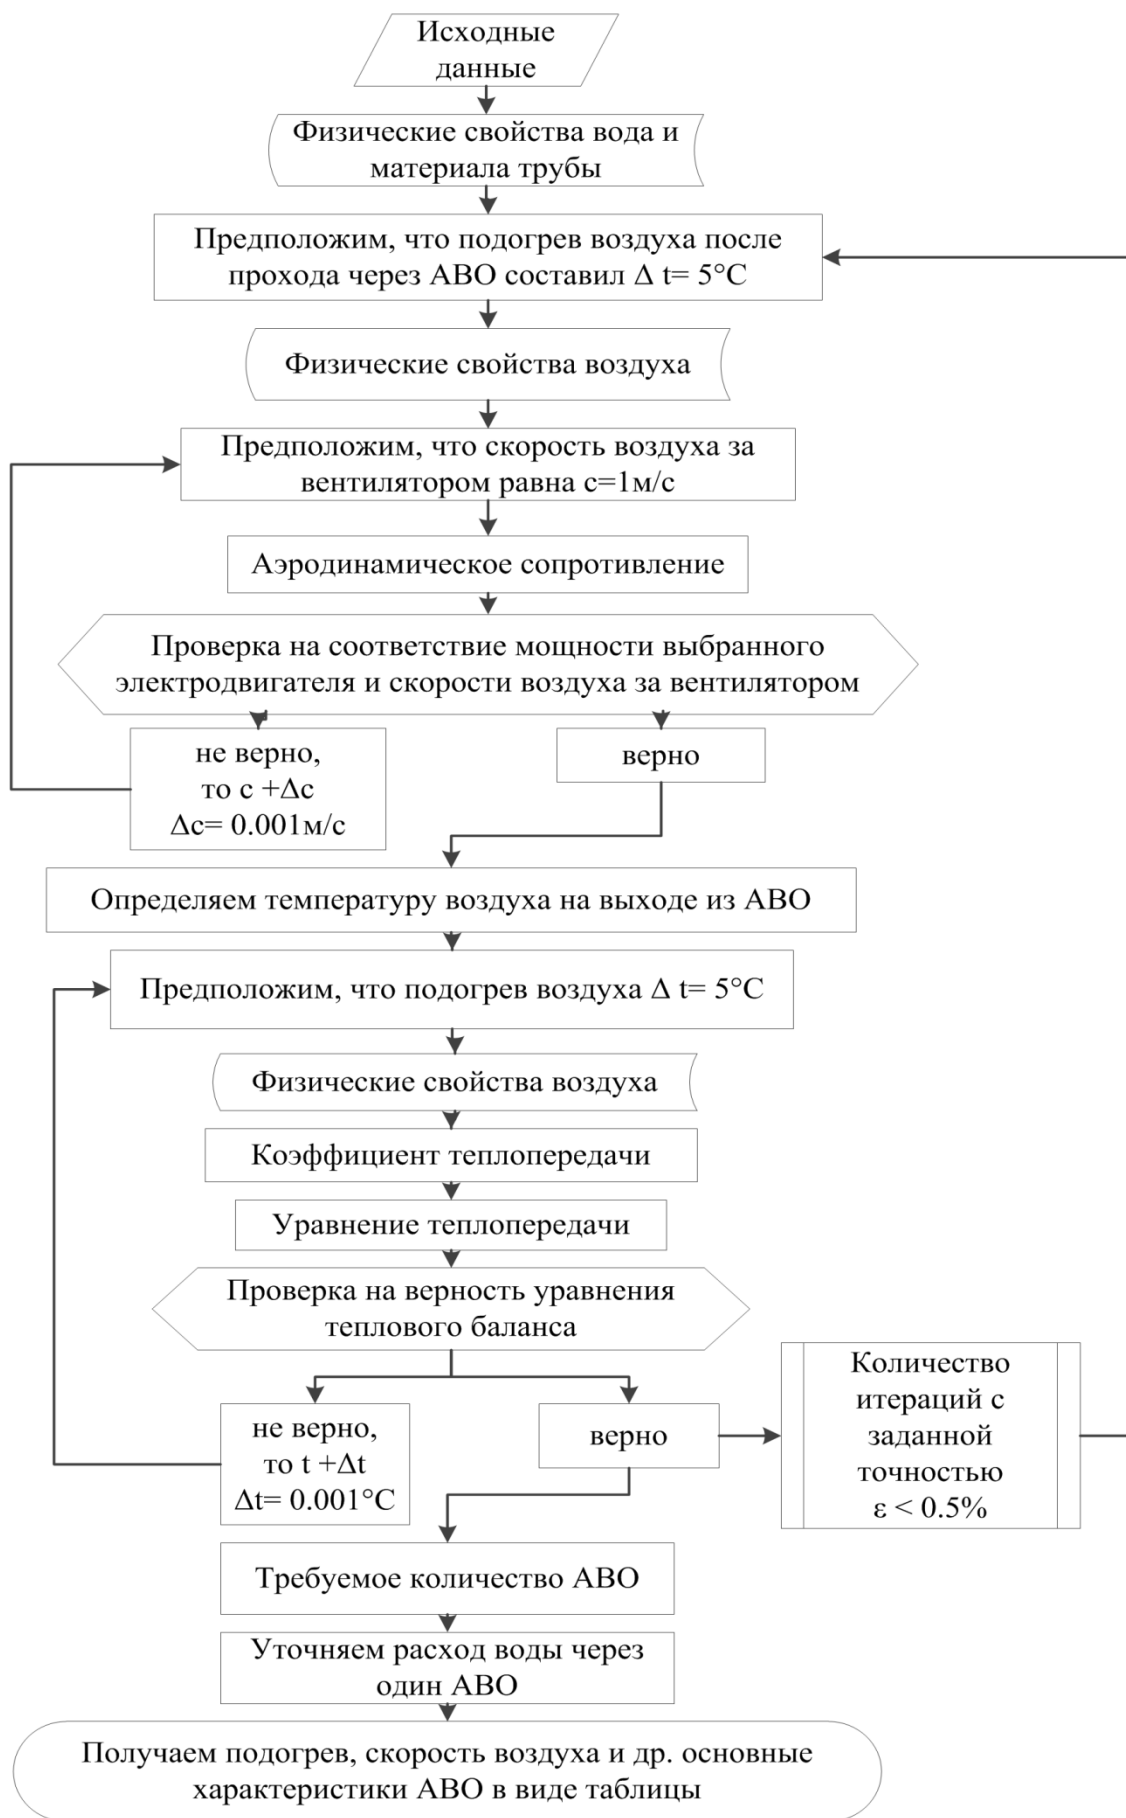 Исходные
данные
Физические свойства вода и
материала трубы
Предположим, что подогрев воздуха после
прохода через АВО составил Δ t= 5°C
Физические свойства воздуха
Предположим, что скорость воздуха за
вентилятором равна с=1м/с
Аэродинамическое сопротивление
Проверка на соответствие мощности выбранного
электродвигателя и скорости воздуха за вентилятором
не верно,
то с +Δс
Δс= 0.001м/с
верно
Определяем температуру воздуха на выходе из АВО
Предположим, что подогрев воздуха Δ t= 5°C
Физические свойства воздуха
Коэффициент теплопередачи
Уравнение теплопередачи
Проверка на верность уравнения
теплового баланса
не верно,
то t +Δt
Δt= 0.001°C
верно
Количество
итераций с
заданной
точностью
ε < 0.5%
Требуемое количество АВО
Уточняем расход воды через
один АВО
Получаем подогрев, скорость воздуха и др. основные
характеристики АВО в виде таблицы